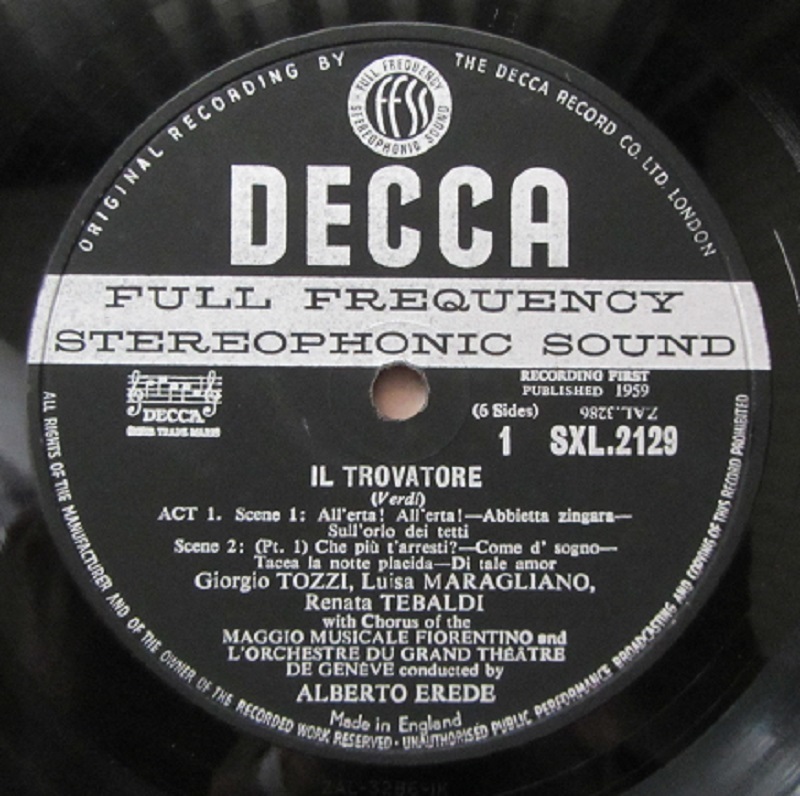 ORIGINAL RECORDING BY THE DECCA RECORD CO. LTD. LONDON
FULL FREQUENCY
ffss
STEREOPHONIC SOUND
DECCA
FULL FREQUENCY
STEREOPHONIC SOUND
RECORDING FIRST
PUBLISHED 1959
DECCA
TRADE MARKS
(6 Sides) ZAL.3286
1 SXL.2129
IL TROVATORE
(Verdi)
ACT 1. Scene 1: All'erta! All'erta!—Abbietta zingara—
Sull'orlo dei tetti
Scene 2: (Pt. 1) Che più t'arresti?—Come d' sogno—
Tacea la notte placida—Di tale amor
Giorgio TOZZI, Luisa MARAGLIANO,
Renata TEBALDI
with Chorus of the
MAGGIO MUSICALE FIORENTINO and
L'ORCHESTRE DU GRAND THÉÂTRE
DE GENÈVE conducted by
ALBERTO EREDE
Made in England
ALL RIGHTS OF THE MANUFACTURER AND OF THE OWNER OF THE RECORDED WORK RESERVED · UNAUTHORISED PUBLIC PERFORMANCE BROADCASTING AND COPYING OF THIS RECORD PROHIBITED